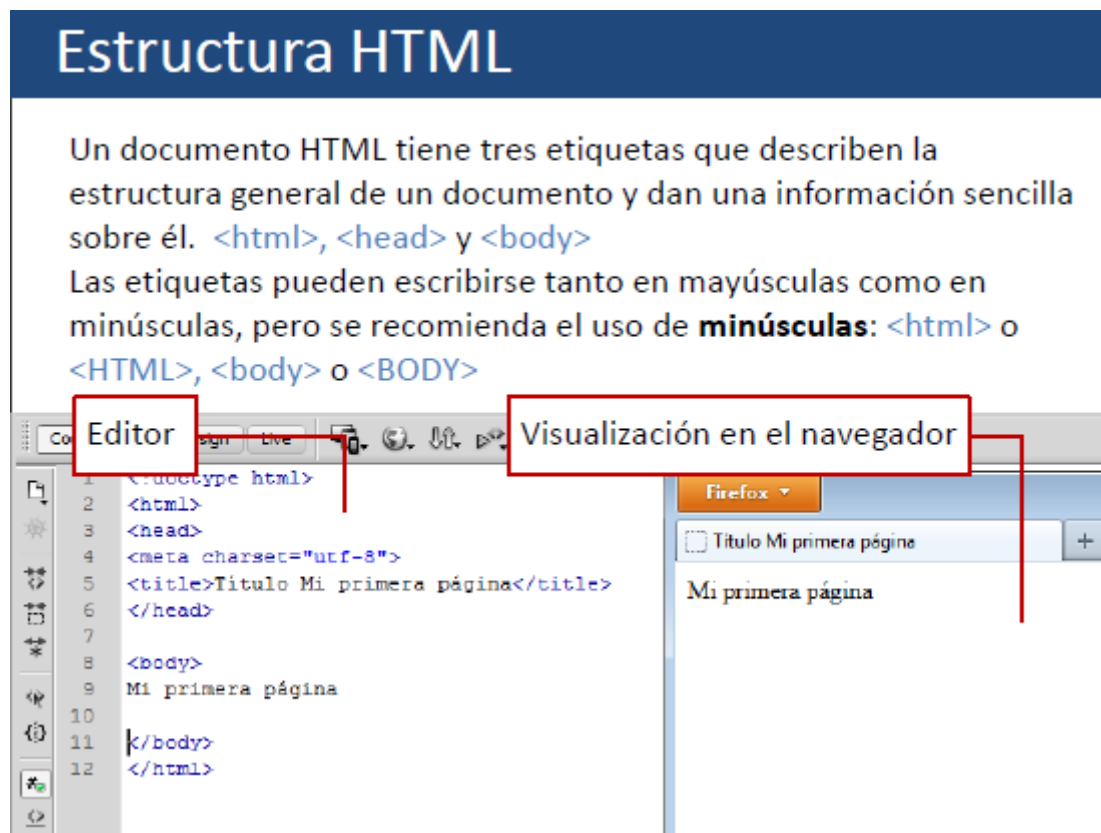 Estructura HTML
Un documento HTML tiene tres etiquetas que describen la
estructura general de un documento y dan una información sencilla
sobre él. <html>, <head> y <body>
Las etiquetas pueden escribirse tanto en mayúsculas como en
minúsculas, pero se recomienda el uso de minúsculas: <html> o
<HTML>, <body> o <BODY>
Editor
Live
Visualización en el navegador
1 <!doctype html>
2 <html>
3 <head>
4 <meta charset="utf-8">
5 <title>Título Mi primera página</title>
6 </head>
7
8 <body>
9 Mi primera página
10
11 </body>
12 </html>
Firefox
Título Mi primera página
Mi primera página